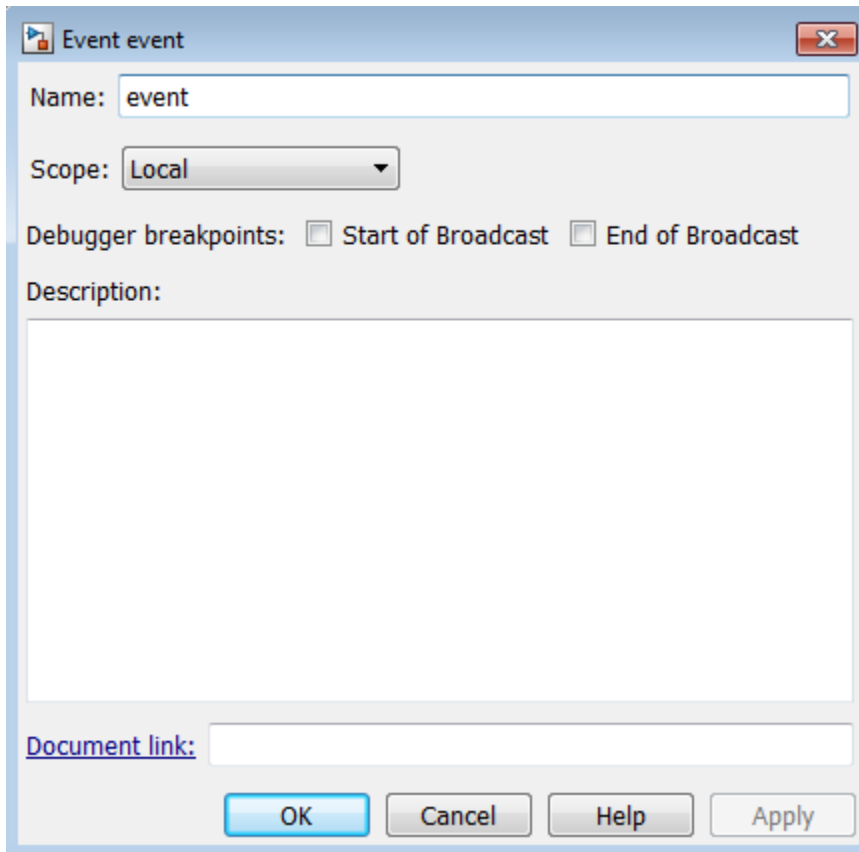 Event event
Name: event
Scope: Local
Debugger breakpoints: Start of Broadcast End of Broadcast
Description:
Document link:
OK Cancel Help Apply